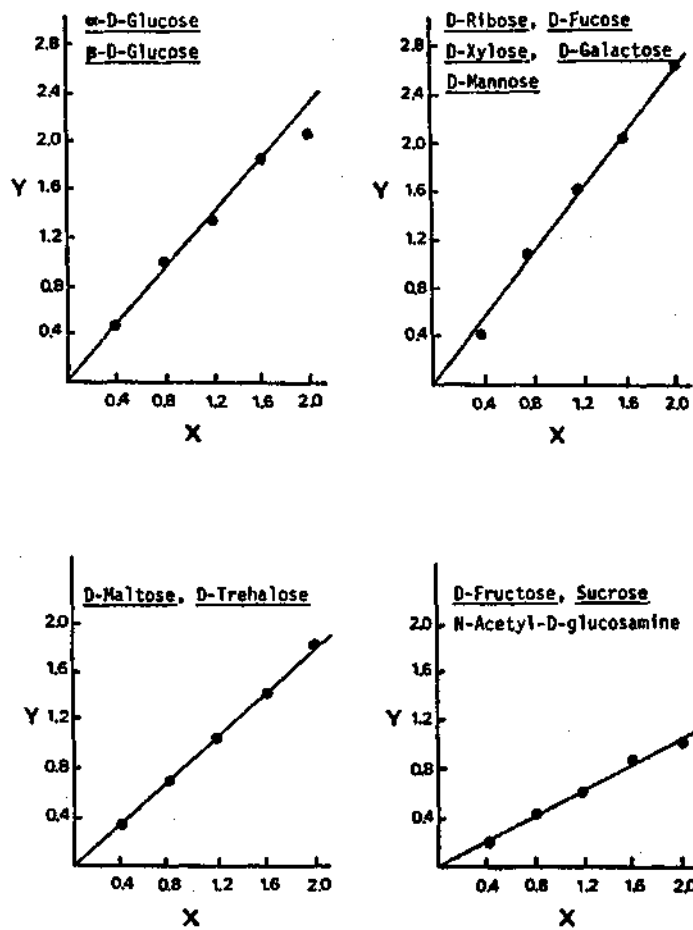 α-D-Glucose
β-D-Glucose
2.8
2.4
2.0
Y
1.6
1.2
0.8
0.4
0.4 0.8 1.2 1.6 2.0
X
D-Ribose, D-Fucose
D-Xylose, D-Galactose
D-Mannose
2.8
2.4
2.0
Y
1.6
1.2
0.8
0.4
0.4 0.8 1.2 1.6 2.0
X
D-Maltose, D-Trehalose
2.0
1.6
Y
1.2
0.8
0.4
0.4 0.8 1.2 1.6 2.0
X
D-Fructose, Sucrose
N-Acetyl-D-glucosamine
2.0
1.6
Y
1.2
0.8
0.4
0.4 0.8 1.2 1.6 2.0
X